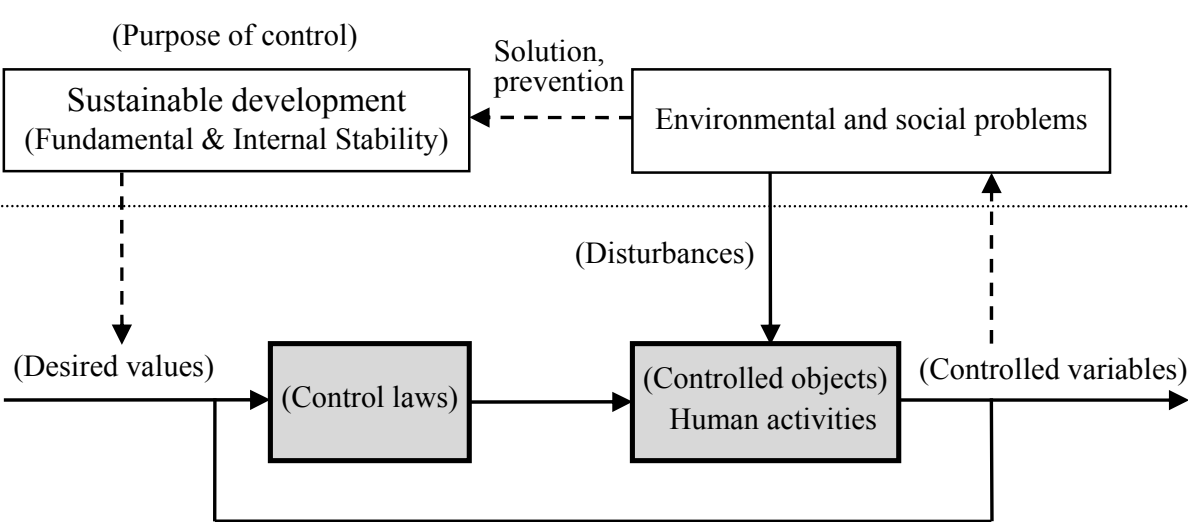 (Purpose of control)
Solution,
prevention
Sustainable development
(Fundamental & Internal Stability)
Environmental and social problems
(Disturbances)
(Desired values)
(Control laws)
(Controlled objects)
Human activities
(Controlled variables)